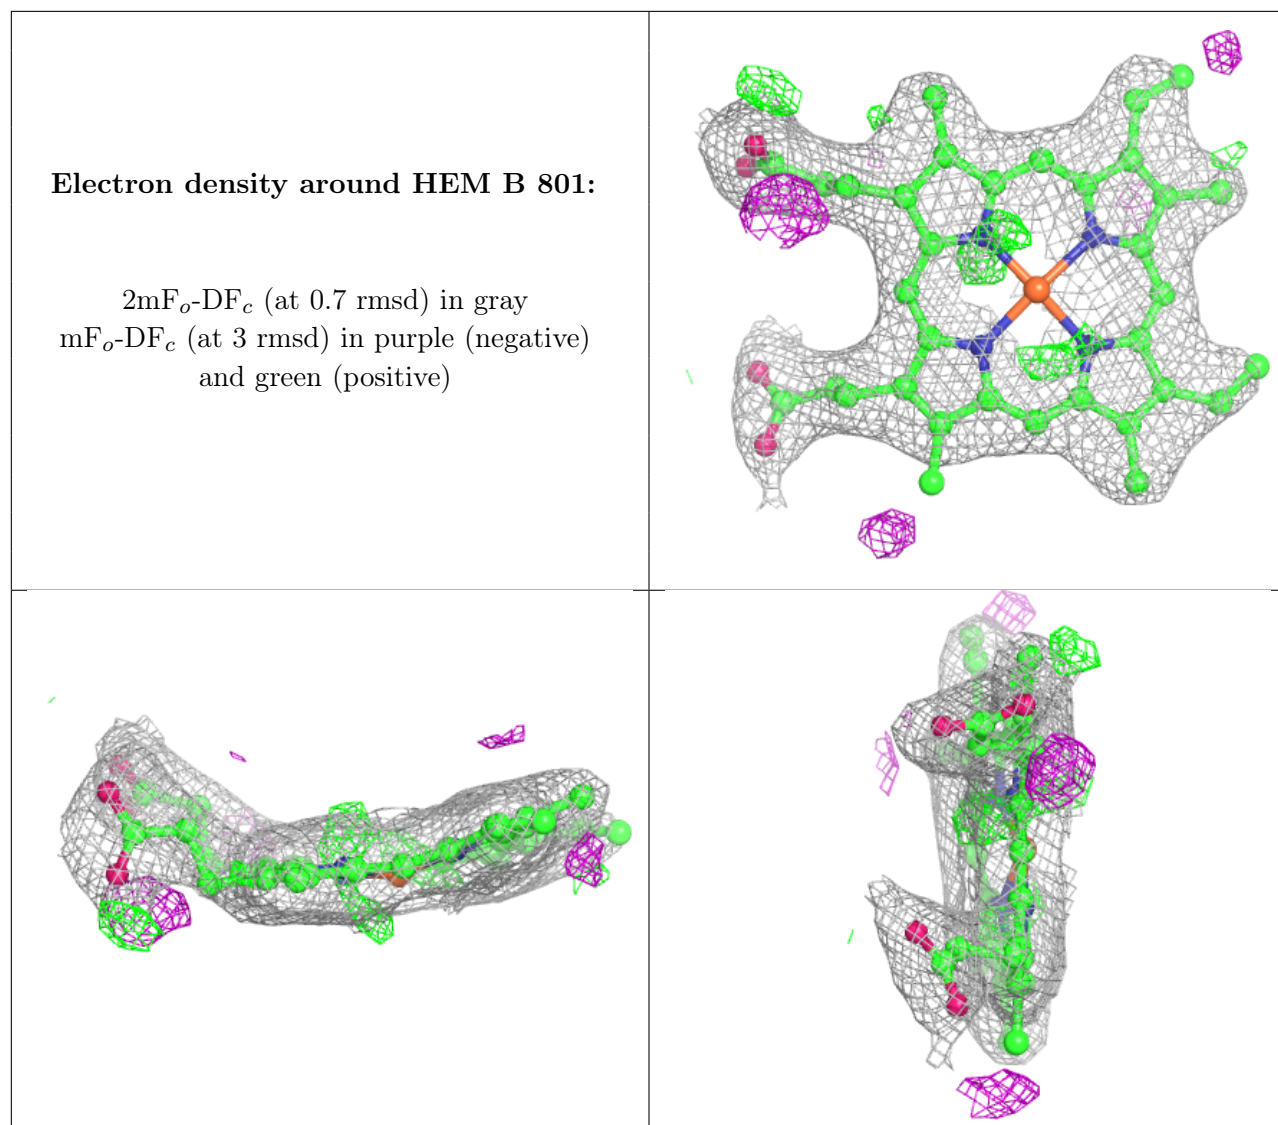 Electron density around HEM B 801:
2mFo-DFc (at 0.7 rmsd) in gray
mFo-DFc (at 3 rmsd) in purple (negative)
and green (positive)